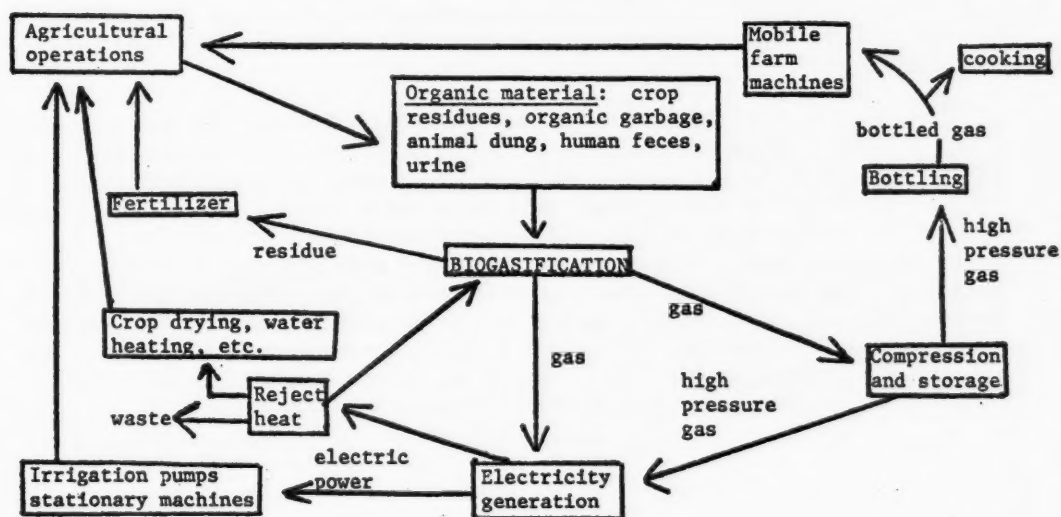 Agricultural
operations
Mobile
farm
machines
cooking
Organic material: crop
residues, organic garbage,
animal dung, human feces,
urine
bottled gas
Bottling
Fertilizer
residue
BIOGASIFICATION
high
pressure
gas
gas
Crop drying, water
heating, etc.
gas
Compression
and storage
high
pressure
gas
Reject
heat
waste
electric
power
Irrigation pumps
stationary machines
Electricity
generation